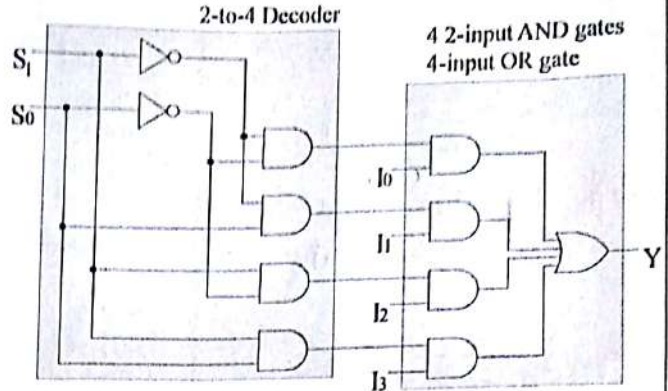 2-to-4 Decoder
4 2-input AND gates
4-input OR gate
S1
S0
I0
I1
I2
I3
Y